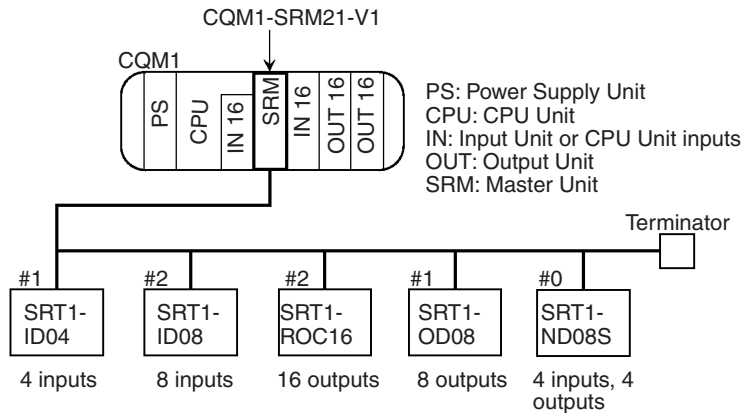 CQM1-SRM21-V1
CQM1
PS
CPU
IN 16
SRM
IN 16
OUT 16
OUT 16
PS: Power Supply Unit
CPU: CPU Unit
IN: Input Unit or CPU Unit inputs
OUT: Output Unit
SRM: Master Unit
Terminator
#1
SRT1-
ID04
4 inputs
#2
SRT1-
ID08
8 inputs
#2
SRT1-
ROC16
16 outputs
#1
SRT1-
OD08
8 outputs
#0
SRT1-
ND08S
4 inputs, 4
outputs